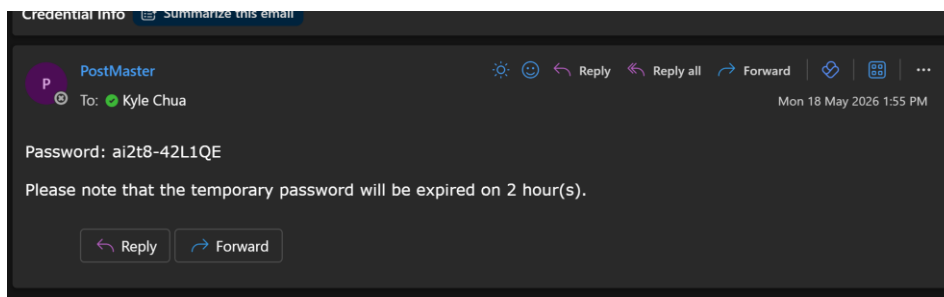 Credential Info Summarize this email
PostMaster Reply Reply all Forward
P
To: Kyle Chua
Mon 18 May 2026 1:55 PM
Password: ai2t8-42L1QE
Please note that the temporary password will be expired on 2 hour(s).
Reply Forward